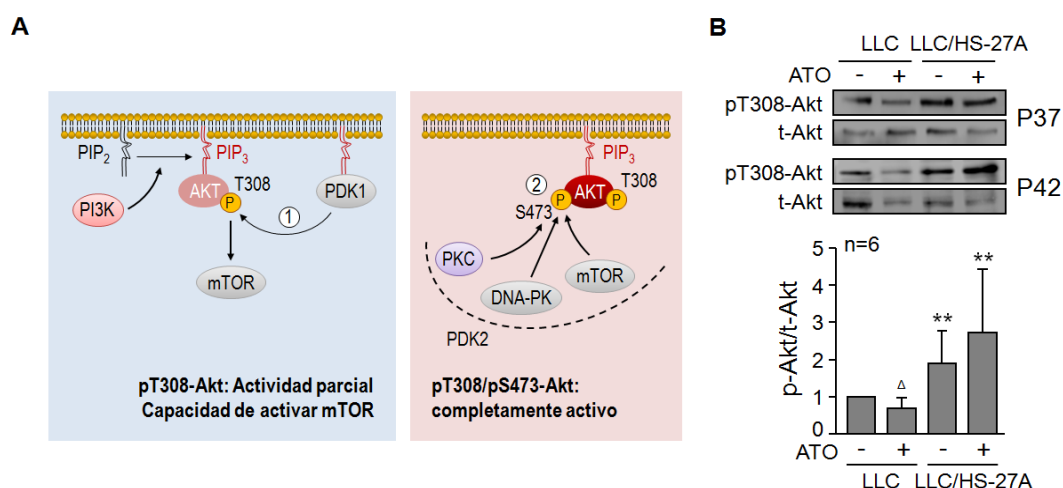 A
PIP2
PIP3
AKT
T308
P
PDK1
PI3K
1
mTOR
pT308-Akt: Actividad parcial
Capacidad de activar mTOR
PIP3
2
AKT
T308
P
P
S473
PKC
mTOR
DNA-PK
PDK2
pT308/pS473-Akt:
completamente activo
B
LLC LLC/HS-27A
ATO - + - +
pT308-Akt
t-Akt
P37
pT308-Akt
t-Akt
P42
n=6
p-Akt/t-Akt
5
4
3
2
1
0
Δ
**
**
ATO - + - +
LLC LLC/HS-27A